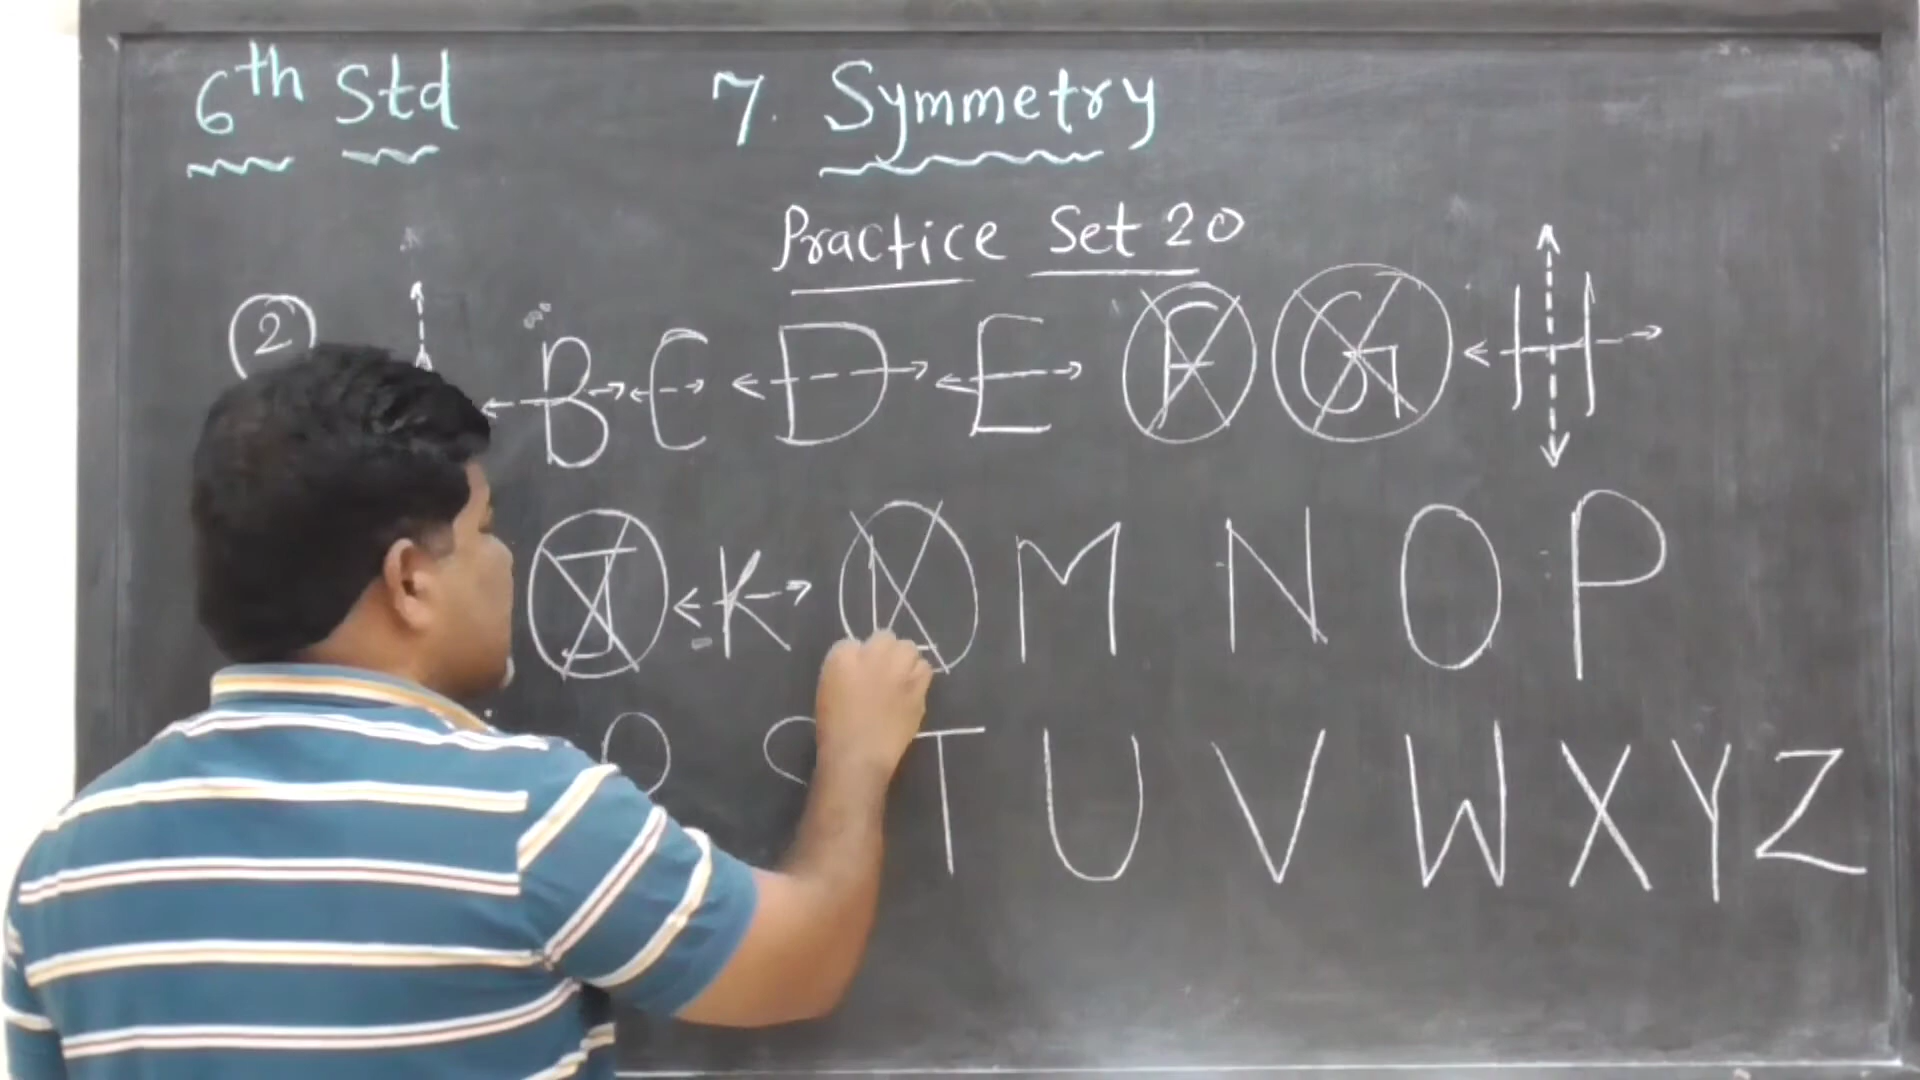 6th Std 7. Symmetry
Practice Set 20
2 B C D E F G H
J K L M N O P
S T U V W X Y Z